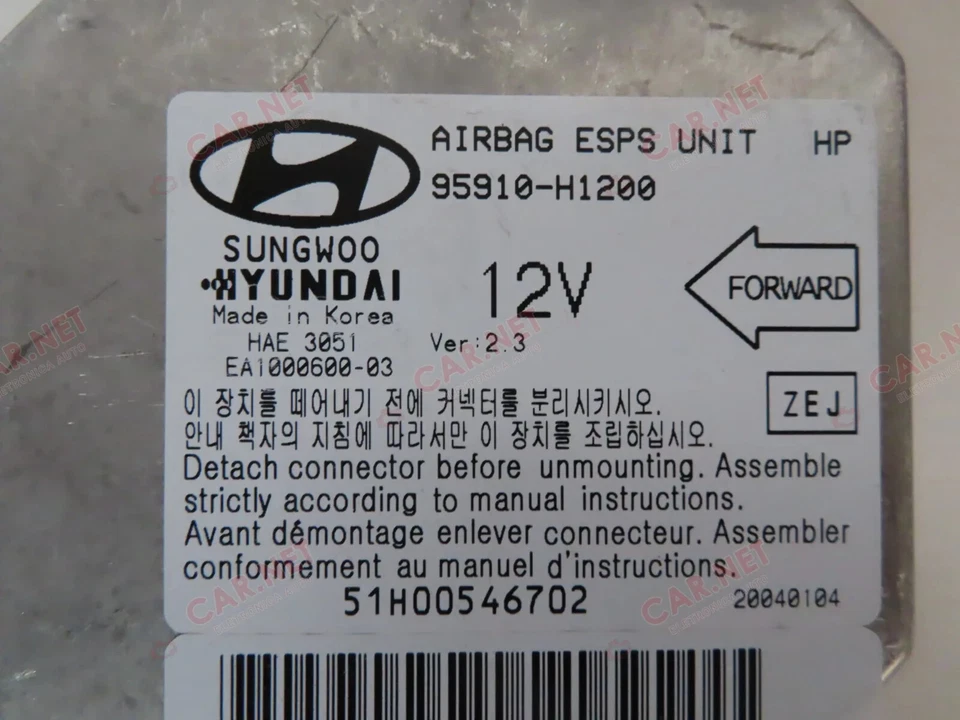 AIRBAG ESPS UNIT HP
95910-H1200
SUNGWOO
HYUNDAI
Made in Korea
HAE 3051
EA1000600-03
12V
Ver:2.3
FORWARD
ZEJ
이 장치를 떼어내기 전에 커넥터를 분리시키시오.
안내 책자의 지침에 따라서만 이 장치를 조립하십시오.
Detach connector before unmounting. Assemble
strictly according to manual instructions.
Avant démontage enlever connecteur. Assembler
conformement au manuel d'instructions.
51H00546702
20040104
CAR.NET